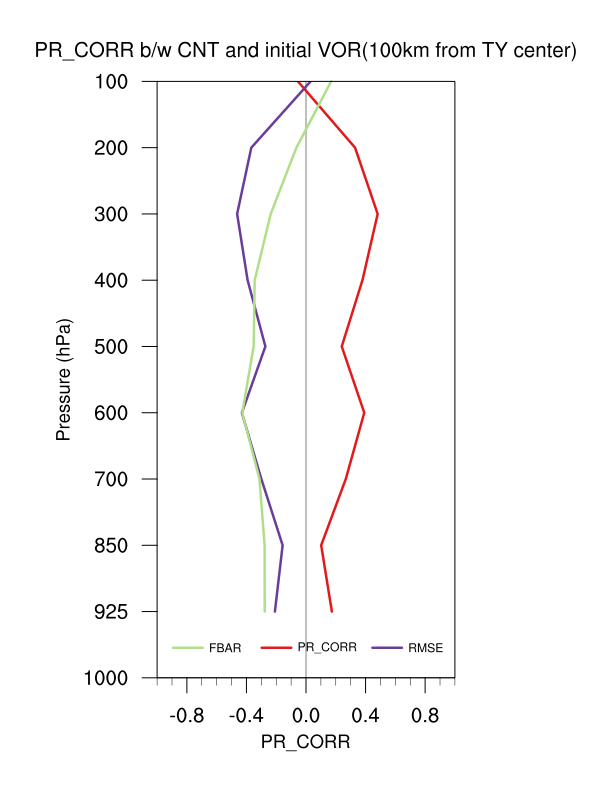 PR_CORR b/w CNT and initial VOR(100km from TY center)
100
200
300
400
500
600
700
850
925
1000
Pressure (hPa)
FBAR PR_CORR RMSE
-0.8 -0.4 0.0 0.4 0.8
PR_CORR